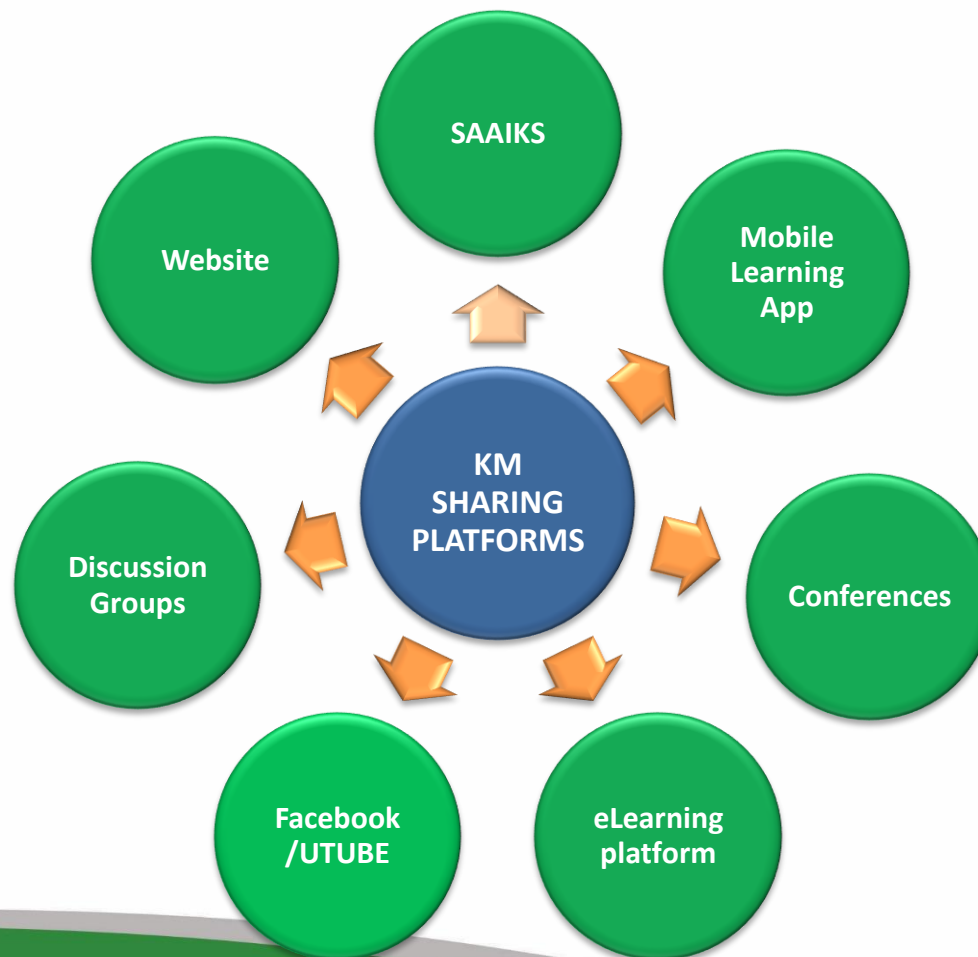 SAAIKS
Mobile
Learning
App
Website
KM
SHARING
PLATFORMS
Discussion
Groups
Conferences
Facebook
/UTUBE
eLearning
platform